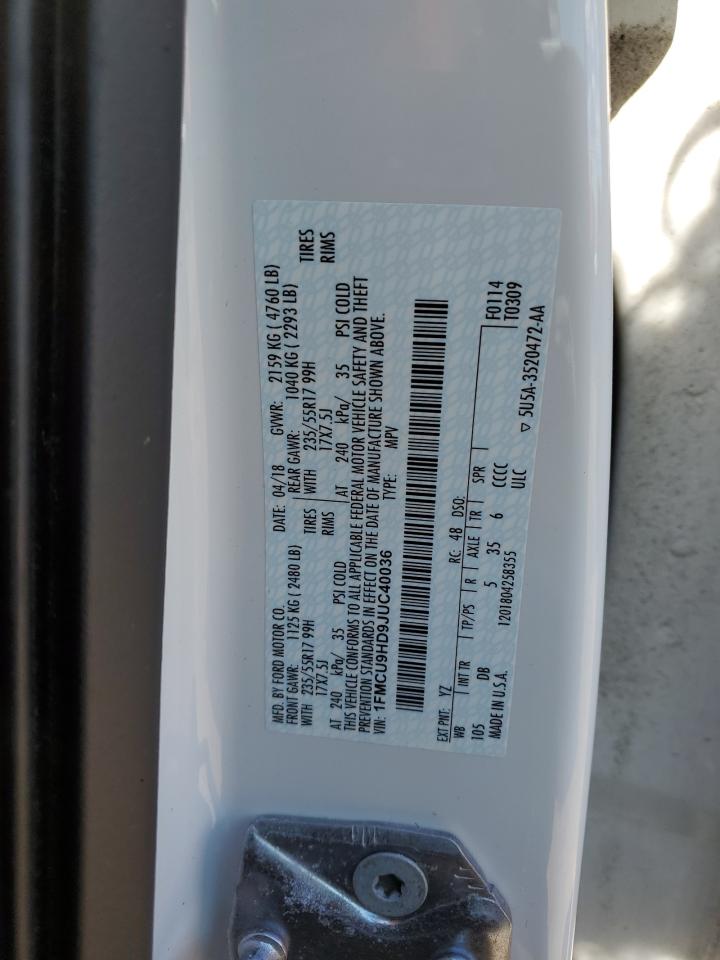 MFD. BY FORD MOTOR CO.
DATE: 04/18 GVWR: 2159 KG ( 4760 LB)
FRONT GAWR: 1125 KG ( 2480 LB)
REAR GAWR: 1040 KG ( 2293 LB)
WITH 235/55R17 99H TIRES
WITH 235/55R17 99H TIRES
17X7.5J RIMS
17X7.5J RIMS
AT 240 kPa/ 35 PSI COLD
AT 240 kPa/ 35 PSI COLD
THIS VEHICLE CONFORMS TO ALL APPLICABLE FEDERAL MOTOR VEHICLE SAFETY AND THEFT
PREVENTION STANDARDS IN EFFECT ON THE DATE OF MANUFACTURE SHOWN ABOVE.
VIN: 1FMCU9HD9JUC40036 TYPE: MPV
EXT PNT: YZ RC: 48 DSO:
F0114
T0309
WB INT TR TP/PS R AXLE TR SPR
105 DB 5 35 6 CCCC
MADE IN U.S.A. 1201804258355 ULC
▽ 5U5A-3520472-AA